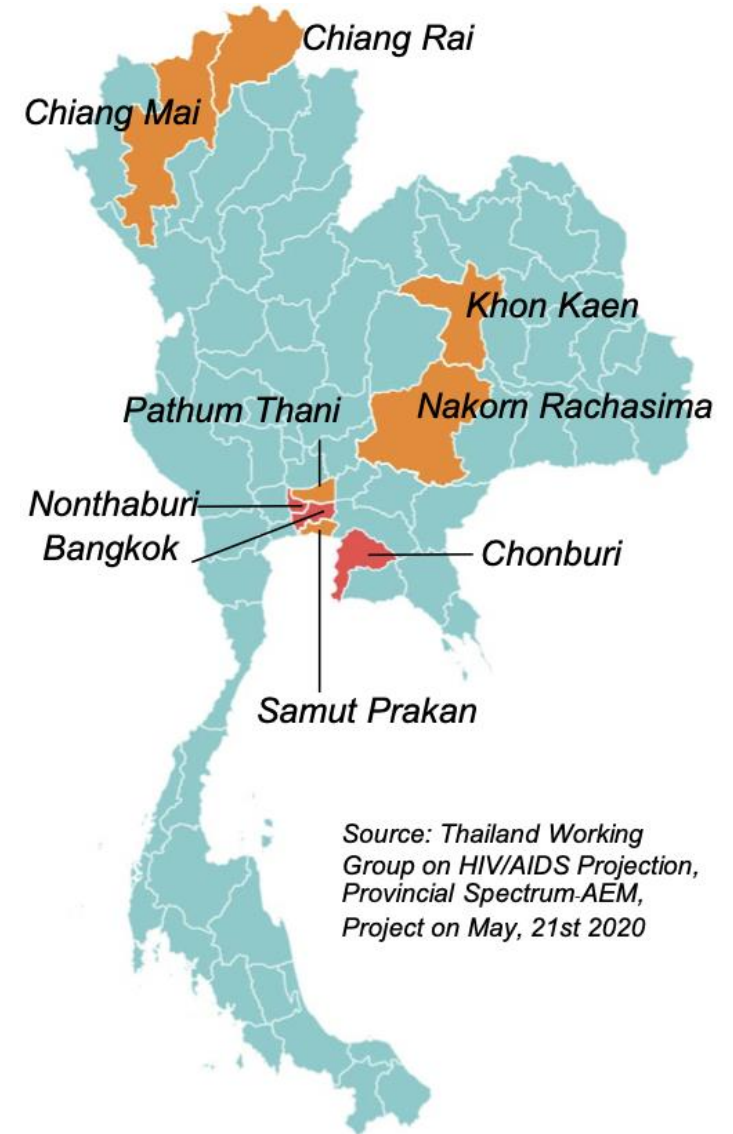 Chiang Rai
Chiang Mai
Khon Kaen
Pathum Thani
Nakorn Rachasima
Nonthaburi
Bangkok
Chonburi
Samut Prakan
Source: Thailand Working
Group on HIV/AIDS Projection,
Provincial Spectrum-AEM,
Project on May, 21st 2020